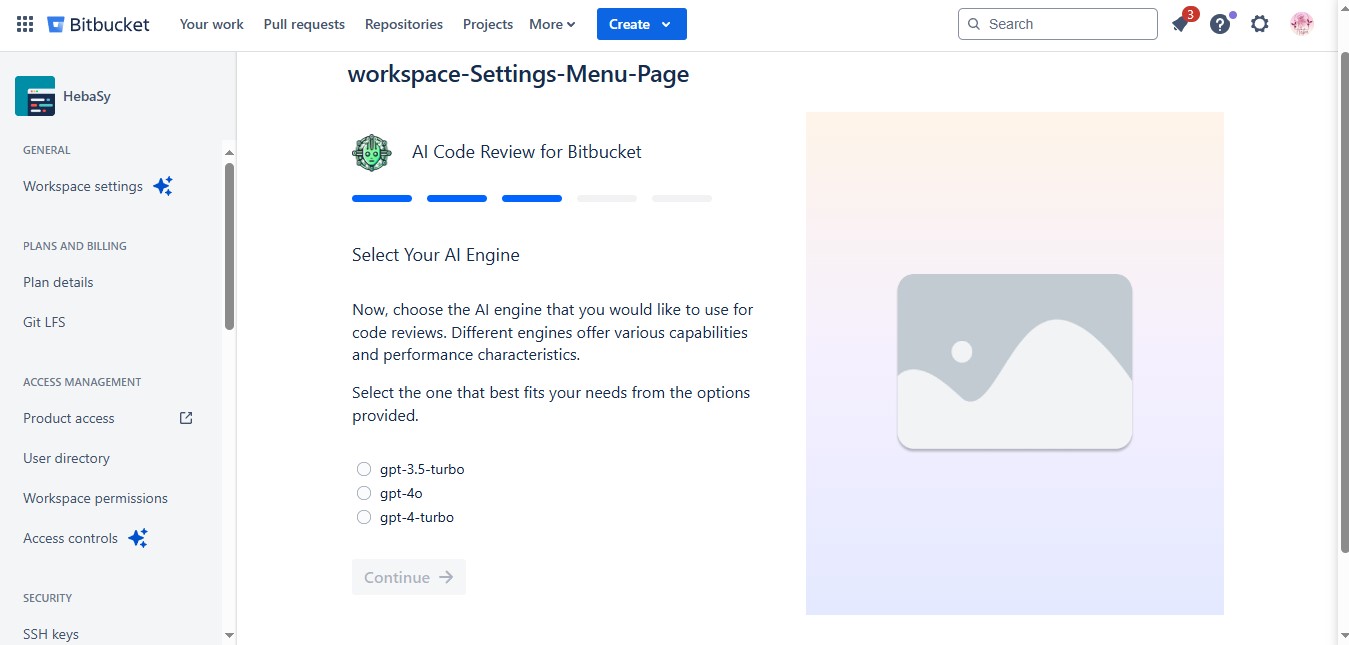 Bitbucket
Your work
Pull requests
Repositories
Projects
More
Create
Search
3
HebaSy
GENERAL
Workspace settings
PLANS AND BILLING
Plan details
Git LFS
ACCESS MANAGEMENT
Product access
User directory
Workspace permissions
Access controls
SECURITY
SSH keys
workspace-Settings-Menu-Page
AI Code Review for Bitbucket
Select Your AI Engine
Now, choose the AI engine that you would like to use for
code reviews. Different engines offer various capabilities
and performance characteristics.
Select the one that best fits your needs from the options
provided.
gpt-3.5-turbo
gpt-4o
gpt-4-turbo
Continue →